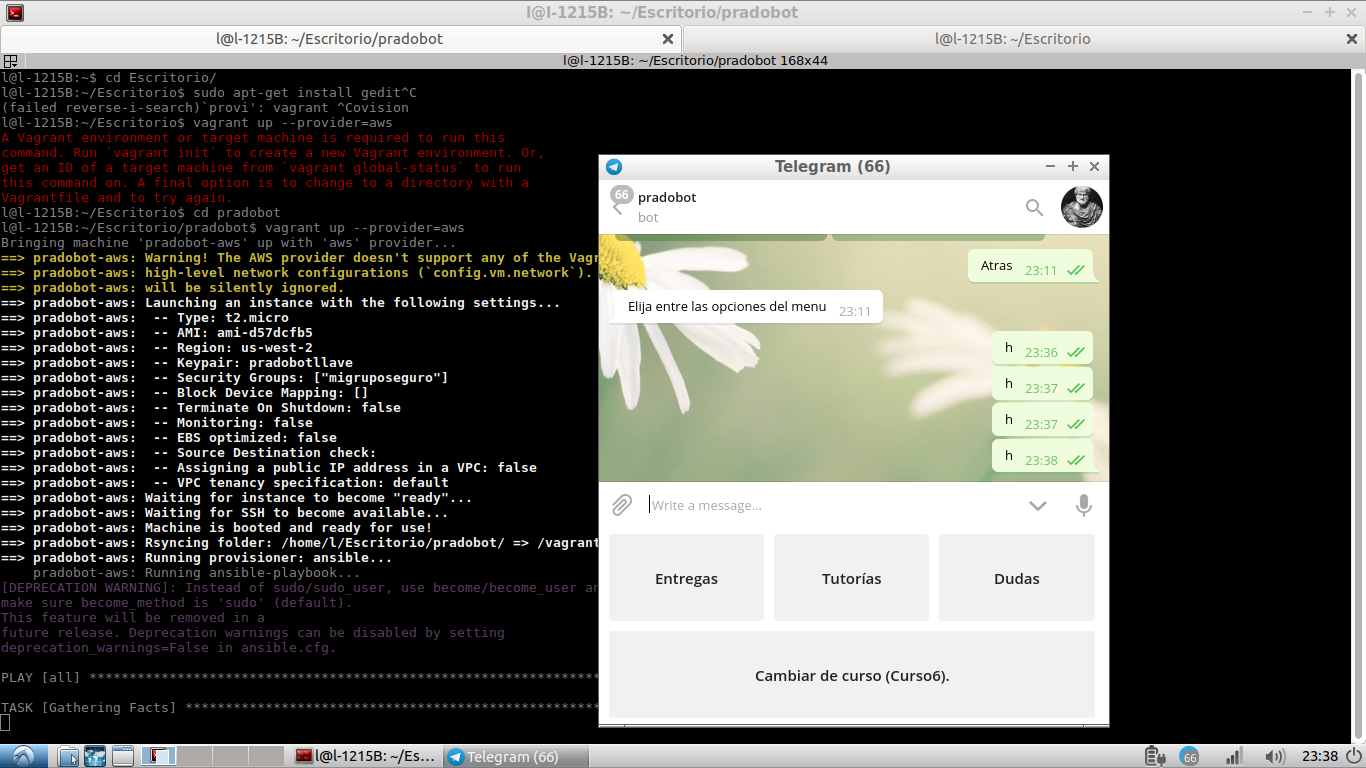 l@l-1215B: ~/Escritorio/pradobot
l@l-1215B: ~/Escritorio/pradobot
l@l-1215B: ~/Escritorio
l@l-1215B: ~/Escritorio/pradobot 168x44
l@l-1215B:~$ cd Escritorio/
l@l-1215B:~/Escritorio$ sudo apt-get install gedit^C
(failed reverse-i-search)`provi': vagrant ^Covision
l@l-1215B:~/Escritorio$ vagrant up --provider=aws
A Vagrant environment or target machine is required to run this
command. Run `vagrant init` to create a new Vagrant environment. Or,
get an ID of a target machine from `vagrant global-status` to run
this command on. A final option is to change to a directory with a
Vagrantfile and to try again.
l@l-1215B:~/Escritorio$ cd pradobot
l@l-1215B:~/Escritorio/pradobot$ vagrant up --provider=aws
Bringing machine 'pradobot-aws' up with 'aws' provider...
==> pradobot-aws: Warning! The AWS provider doesn't support any of the Vagr
==> pradobot-aws: high-level network configurations (`config.vm.network`).
==> pradobot-aws: will be silently ignored.
==> pradobot-aws: Launching an instance with the following settings...
==> pradobot-aws:  -- Type: t2.micro
==> pradobot-aws:  -- AMI: ami-d57dcfb5
==> pradobot-aws:  -- Region: us-west-2
==> pradobot-aws:  -- Keypair: pradobotllave
==> pradobot-aws:  -- Security Groups: ["migruposeguro"]
==> pradobot-aws:  -- Block Device Mapping: []
==> pradobot-aws:  -- Terminate On Shutdown: false
==> pradobot-aws:  -- Monitoring: false
==> pradobot-aws:  -- EBS optimized: false
==> pradobot-aws:  -- Source Destination check:
==> pradobot-aws:  -- Assigning a public IP address in a VPC: false
==> pradobot-aws:  -- VPC tenancy specification: default
==> pradobot-aws: Waiting for instance to become "ready"...
==> pradobot-aws: Waiting for SSH to become available...
==> pradobot-aws: Machine is booted and ready for use!
==> pradobot-aws: Rsyncing folder: /home/l/Escritorio/pradobot/ => /vagrant
==> pradobot-aws: Running provisioner: ansible...
    pradobot-aws: Running ansible-playbook...
[DEPRECATION WARNING]: Instead of sudo/sudo_user, use become/become_user an
make sure become_method is 'sudo' (default).
This feature will be removed in a
future release. Deprecation warnings can be disabled by setting
deprecation_warnings=False in ansible.cfg.
PLAY [all] ****************************************************************
TASK [Gathering Facts] ****************************************************
Telegram (66)
66
pradobot
bot
Atras 23:11
Elija entre las opciones del menu 23:11
h 23:36
h 23:37
h 23:37
h 23:38
Write a message...
Entregas
Tutorías
Dudas
Cambiar de curso (Curso6).
l@l-1215B: ~/Es...
Telegram (66)
66
23:38